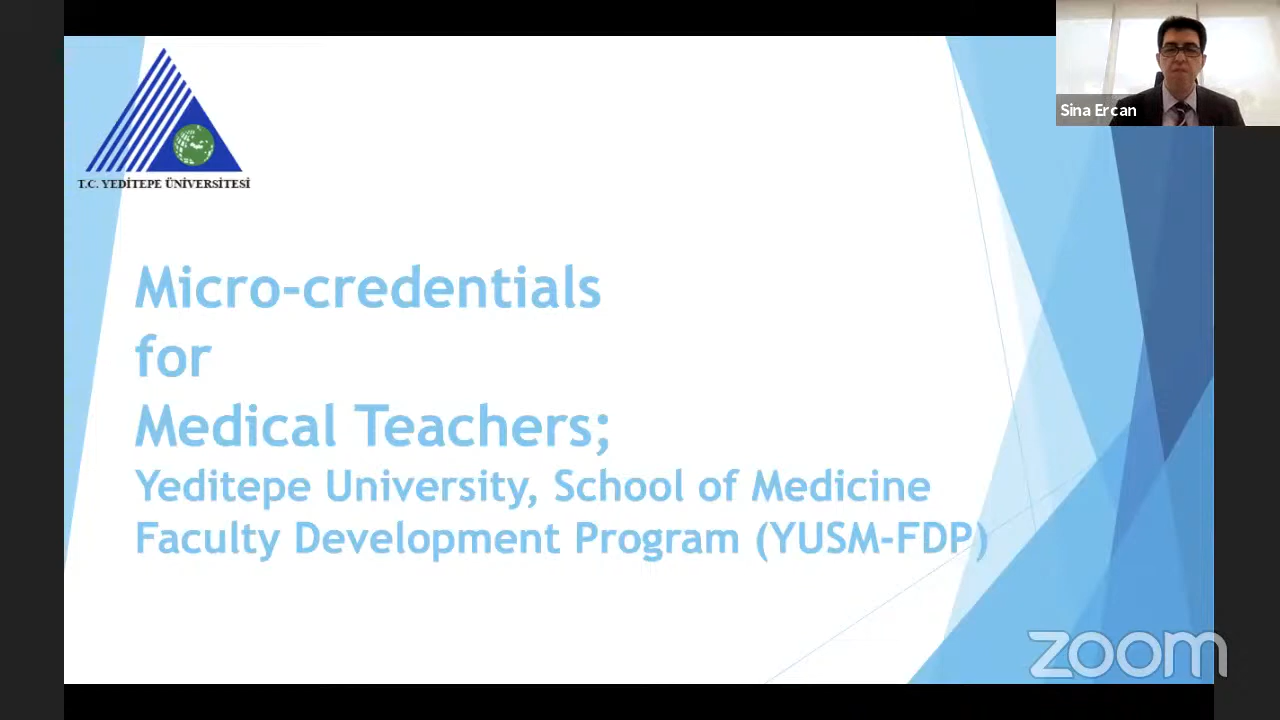 Sina Ercan
T.C. YEDİTEPE ÜNİVERSİTESİ
Micro-credentials
for
Medical Teachers;
Yeditepe University, School of Medicine
Faculty Development Program (YUSM-FDP)
zoom